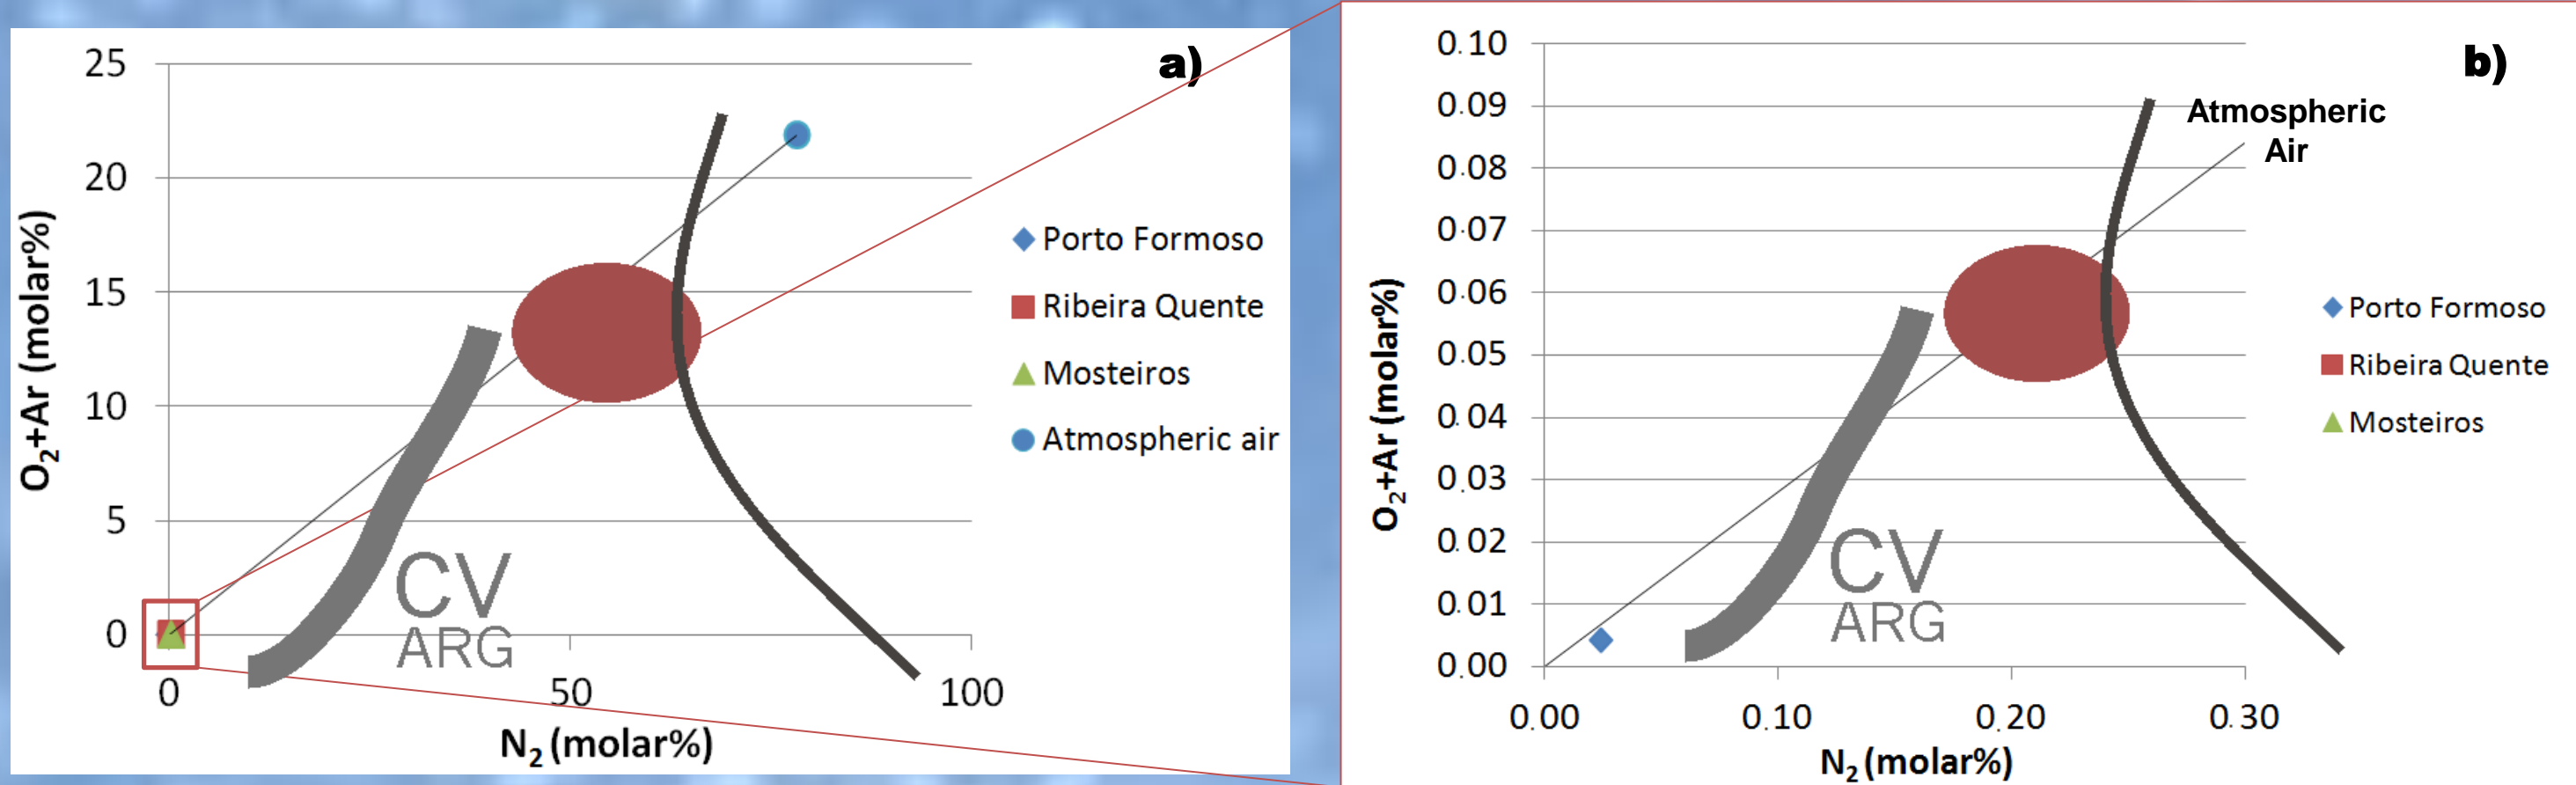 a)
25
20
15
10
5
0
0 50 100
O2+Ar (molar%)
N2 (molar%)
Porto Formoso
Ribeira Quente
Mosteiros
Atmospheric air
CV
ARG
b)
0.10
0.09
0.08
0.07
0.06
0.05
0.04
0.03
0.02
0.01
0.00
0.00 0.10 0.20 0.30
O2+Ar (molar%)
N2 (molar%)
Atmospheric
Air
Porto Formoso
Ribeira Quente
Mosteiros
CV
ARG